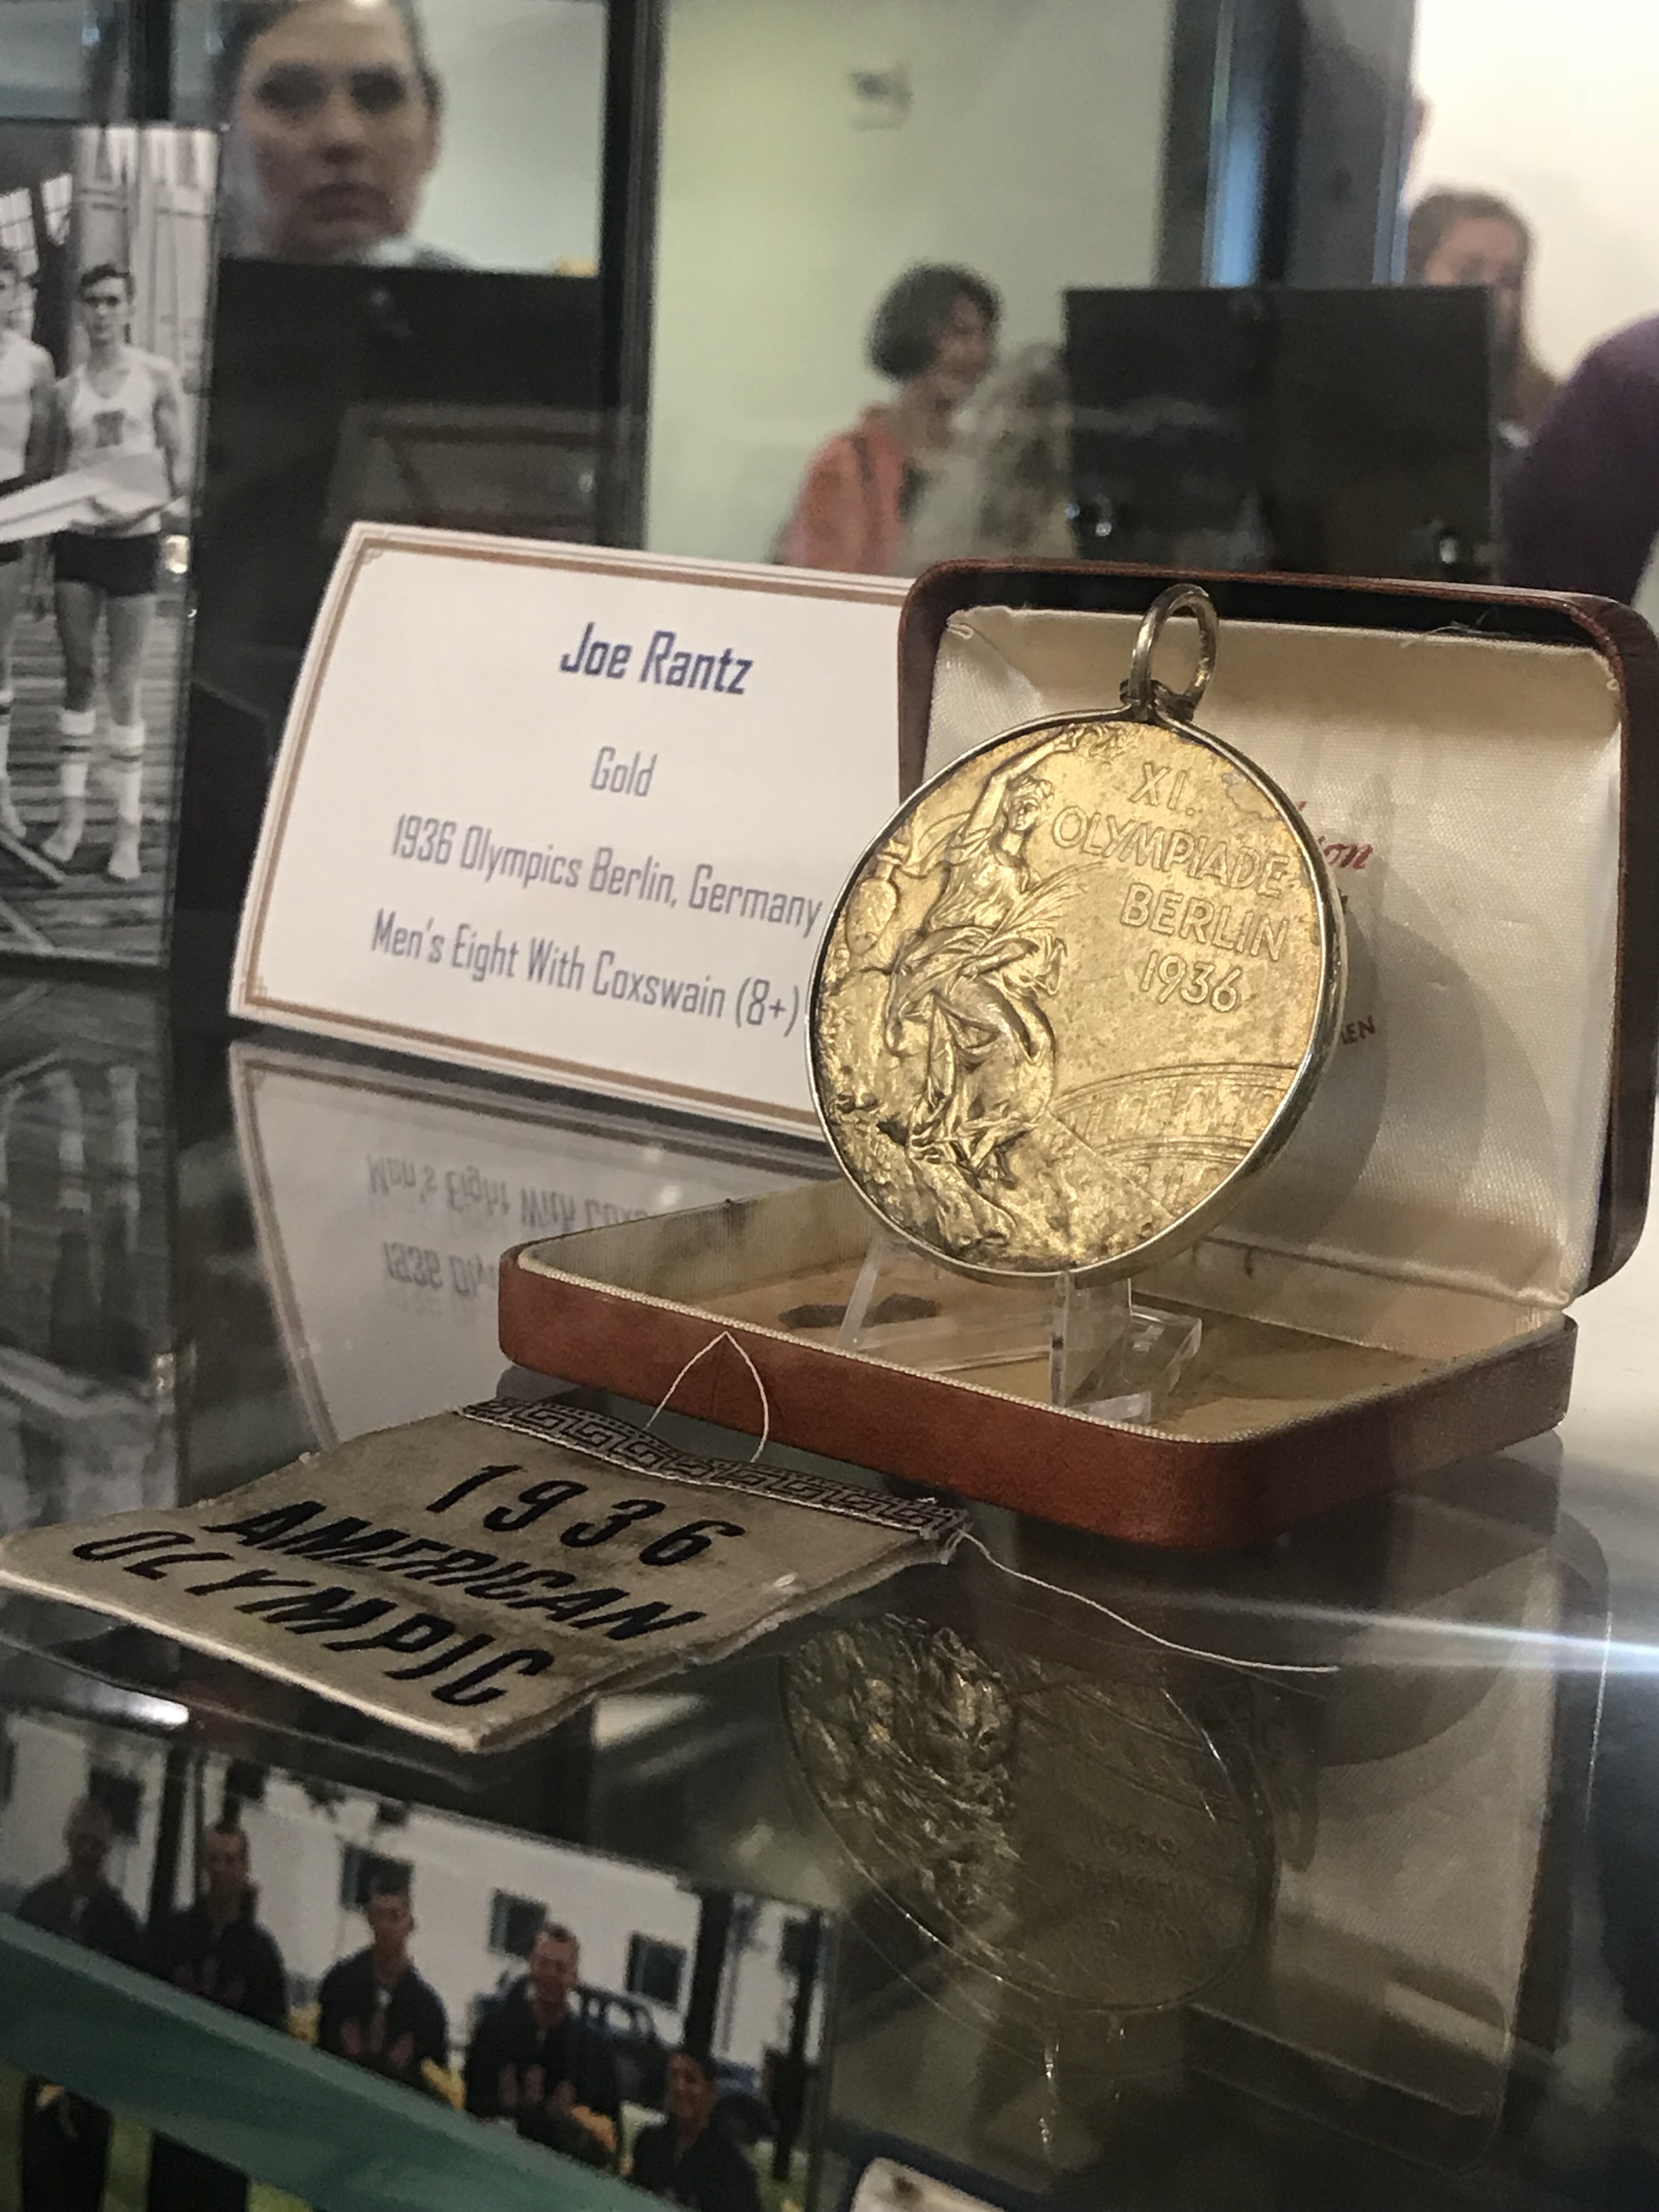 Joe Rantz
Gold
1936 Olympics Berlin, Germany
Men's Eight With Coxswain (8+)
XI.
OLYMPIADE
BERLIN
1936
1936
AMERICAN
OLYMPIC